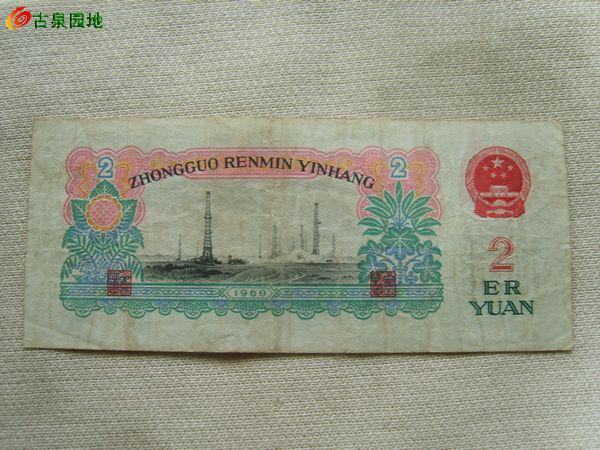 古泉园地
2
2
ZHONGGUO RENMIN YINHANG
1960
2
ER
YUAN